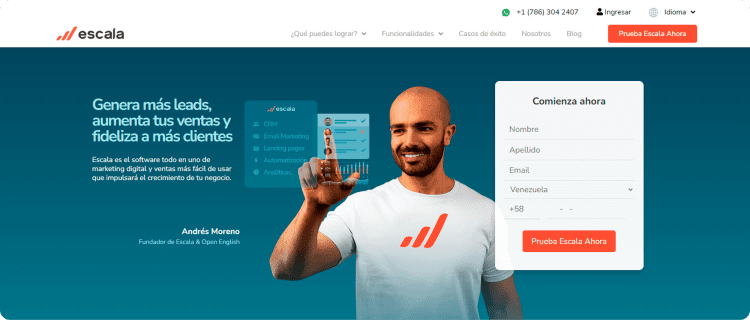 +1 (786) 304 2407
Ingresar
Idioma
escala
¿Qué puedes lograr?
Funcionalidades
Casos de éxito
Nosotros
Blog
Prueba Escala Ahora
Genera más leads,
aumenta tus ventas y
fideliza a más clientes
Escala es el software todo en uno de
marketing digital y ventas más fácil de usar
que impulsará el crecimiento de tu negocio.
Andrés Moreno
Fundador de Escala & Open English
escala
CRM
Email Marketing
Landing pages
Automatización
Analíticas
Comienza ahora
Nombre
Apellido
Email
Venezuela
+58 - -
Prueba Escala Ahora